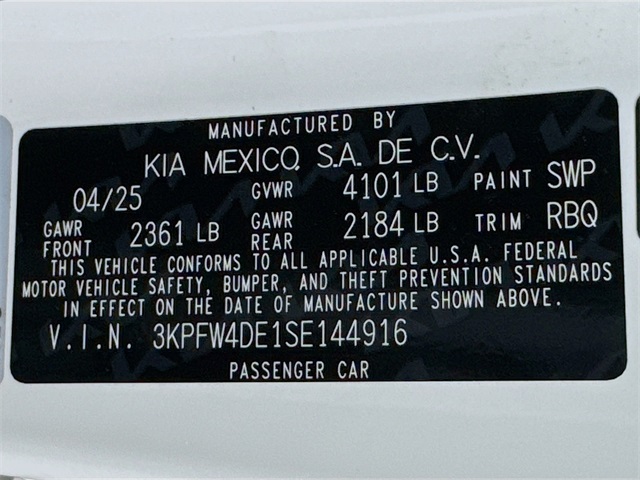 MANUFACTURED BY
KIA MEXICO, S.A. DE C.V.
04/25 GVWR 4101 LB PAINT SWP
GAWR FRONT 2361 LB GAWR REAR 2184 LB TRIM RBQ
THIS VEHICLE CONFORMS TO ALL APPLICABLE U.S.A. FEDERAL
MOTOR VEHICLE SAFETY, BUMPER, AND THEFT PREVENTION STANDARDS
IN EFFECT ON THE DATE OF MANUFACTURE SHOWN ABOVE.
V.I.N. 3KPFW4DE1SE144916
PASSENGER CAR